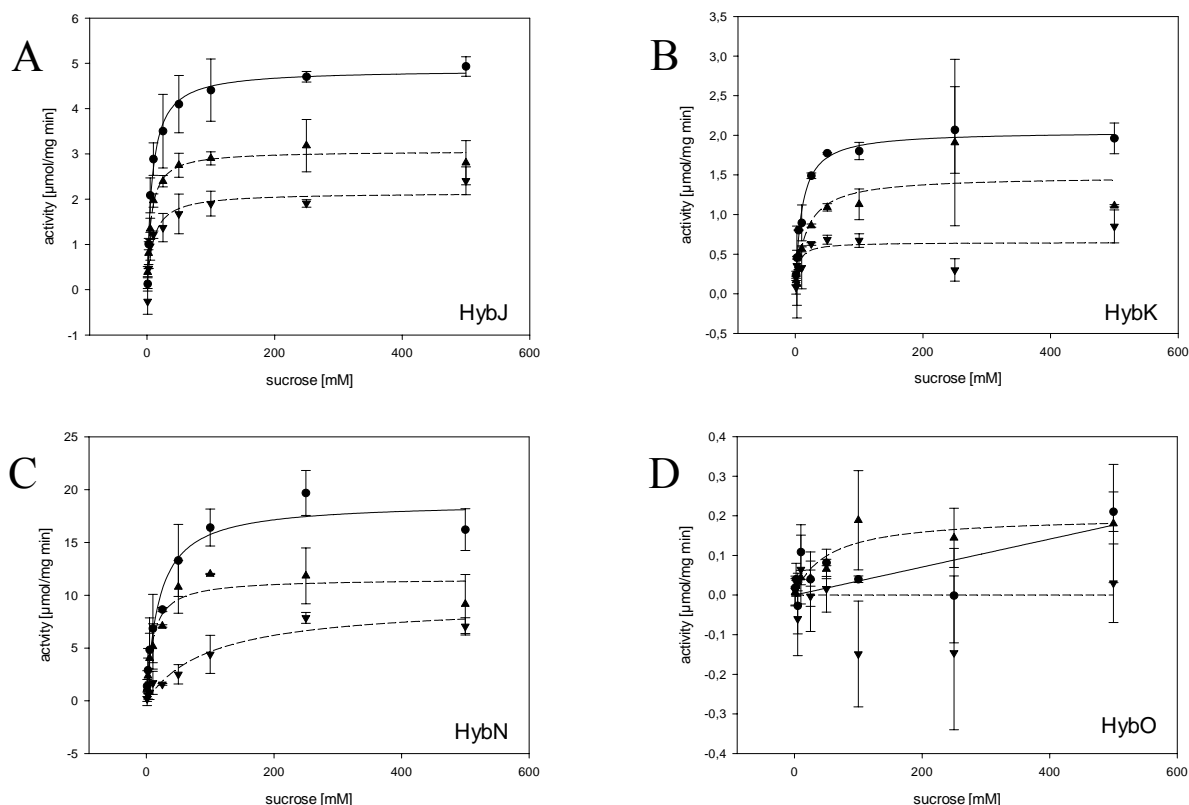 A
6
5
4
3
2
1
0
-1
activity [µmol/mg min]
0 200 400 600
sucrose [mM]
HybJ
B
3,5
3,0
2,5
2,0
1,5
1,0
0,5
0,0
-0,5
activity [µmol/mg min]
0 200 400 600
sucrose [mM]
HybK
C
25
20
15
10
5
0
-5
activity [µmol/mg min]
0 200 400 600
sucrose [mM]
HybN
D
0,4
0,3
0,2
0,1
0,0
-0,1
-0,2
-0,3
-0,4
activity [µmol/mg min]
0 200 400 600
sucrose [mM]
HybO